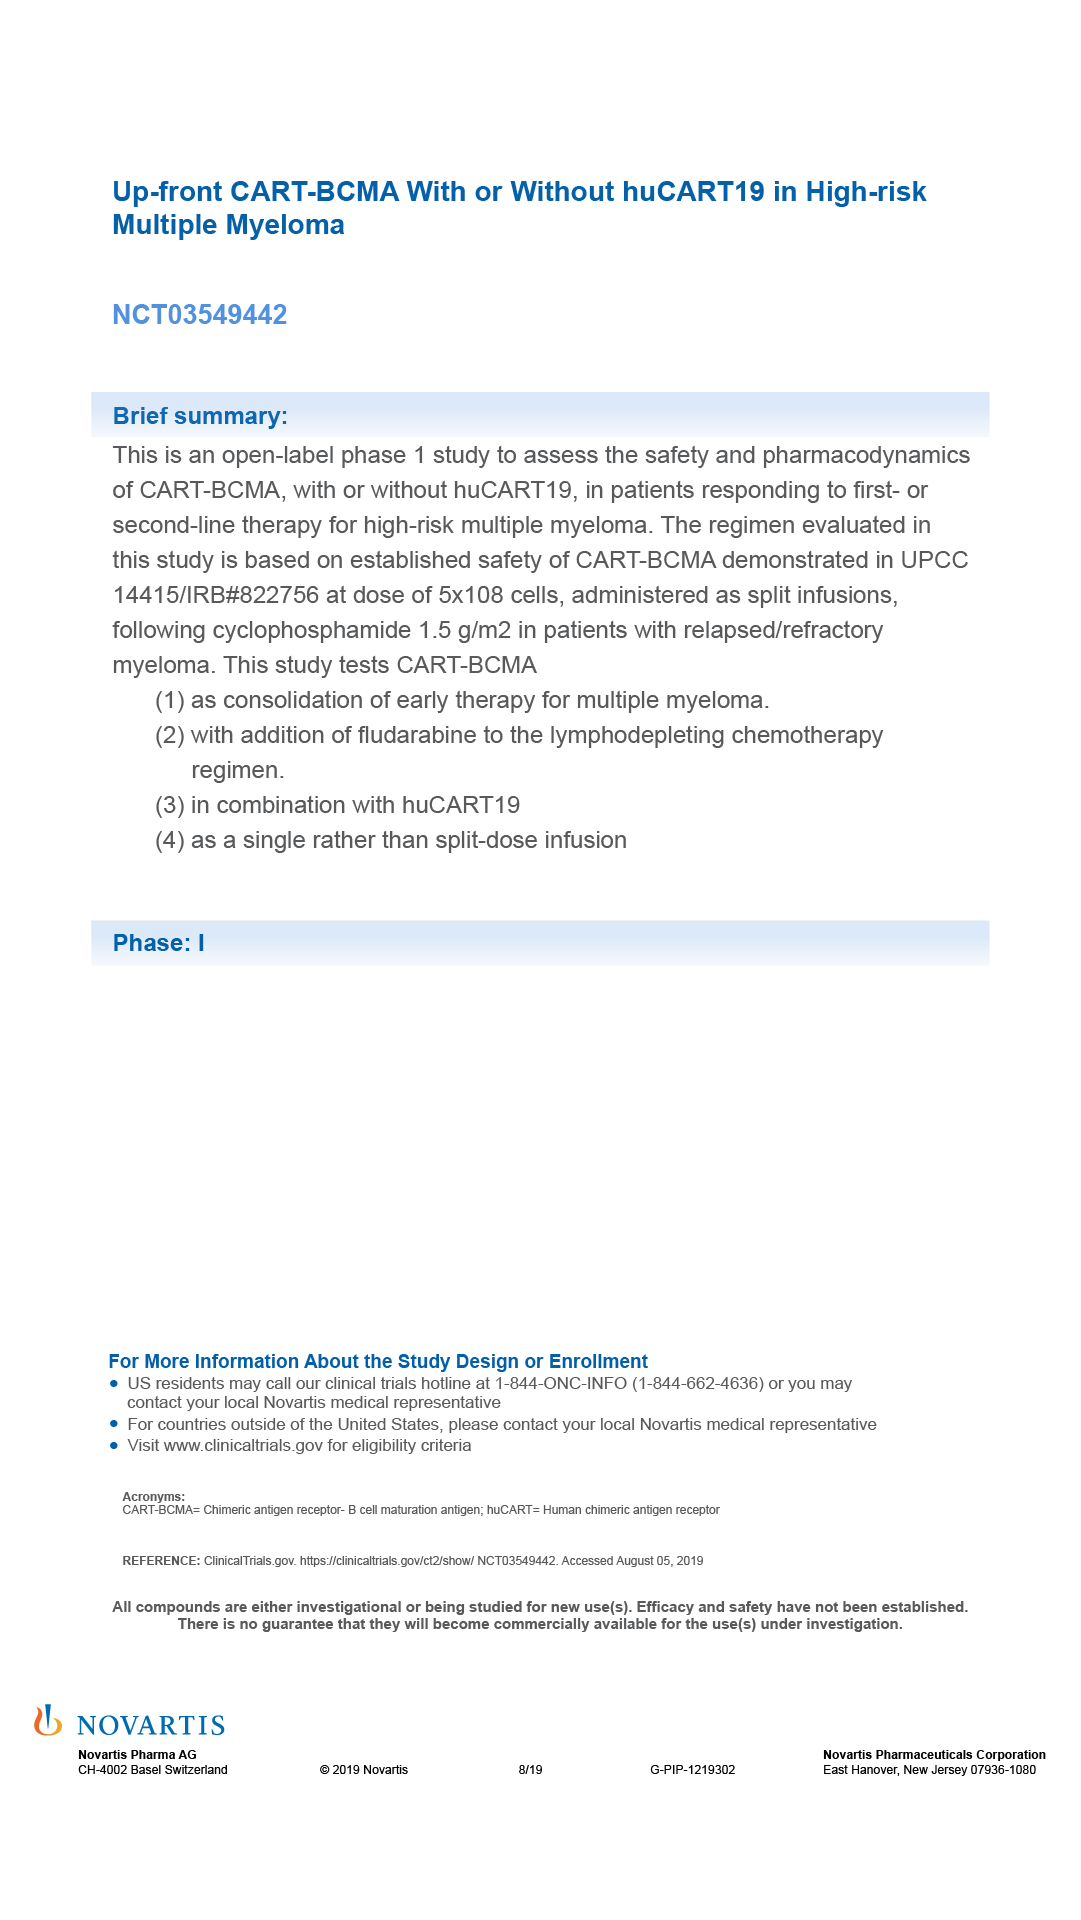 Up-front CART-BCMA With or Without huCART19 in High-risk
Multiple Myeloma
NCT03549442
Brief summary:
This is an open-label phase 1 study to assess the safety and pharmacodynamics
of CART-BCMA, with or without huCART19, in patients responding to first- or
second-line therapy for high-risk multiple myeloma. The regimen evaluated in
this study is based on established safety of CART-BCMA demonstrated in UPCC
14415/IRB#822756 at dose of 5x108 cells, administered as split infusions,
following cyclophosphamide 1.5 g/m2 in patients with relapsed/refractory
myeloma. This study tests CART-BCMA
(1) as consolidation of early therapy for multiple myeloma.
(2) with addition of fludarabine to the lymphodepleting chemotherapy
regimen.
(3) in combination with huCART19
(4) as a single rather than split-dose infusion
Phase: I
For More Information About the Study Design or Enrollment
• US residents may call our clinical trials hotline at 1-844-ONC-INFO (1-844-662-4636) or you may
contact your local Novartis medical representative
• For countries outside of the United States, please contact your local Novartis medical representative
• Visit www.clinicaltrials.gov for eligibility criteria
Acronyms:
CART-BCMA= Chimeric antigen receptor- B cell maturation antigen; huCART= Human chimeric antigen receptor
REFERENCE: ClinicalTrials.gov. https://clinicaltrials.gov/ct2/show/ NCT03549442. Accessed August 05, 2019
All compounds are either investigational or being studied for new use(s). Efficacy and safety have not been established.
There is no guarantee that they will become commercially available for the use(s) under investigation.
NOVARTIS
Novartis Pharma AG
CH-4002 Basel Switzerland
© 2019 Novartis
8/19
G-PIP-1219302
Novartis Pharmaceuticals Corporation
East Hanover, New Jersey 07936-1080